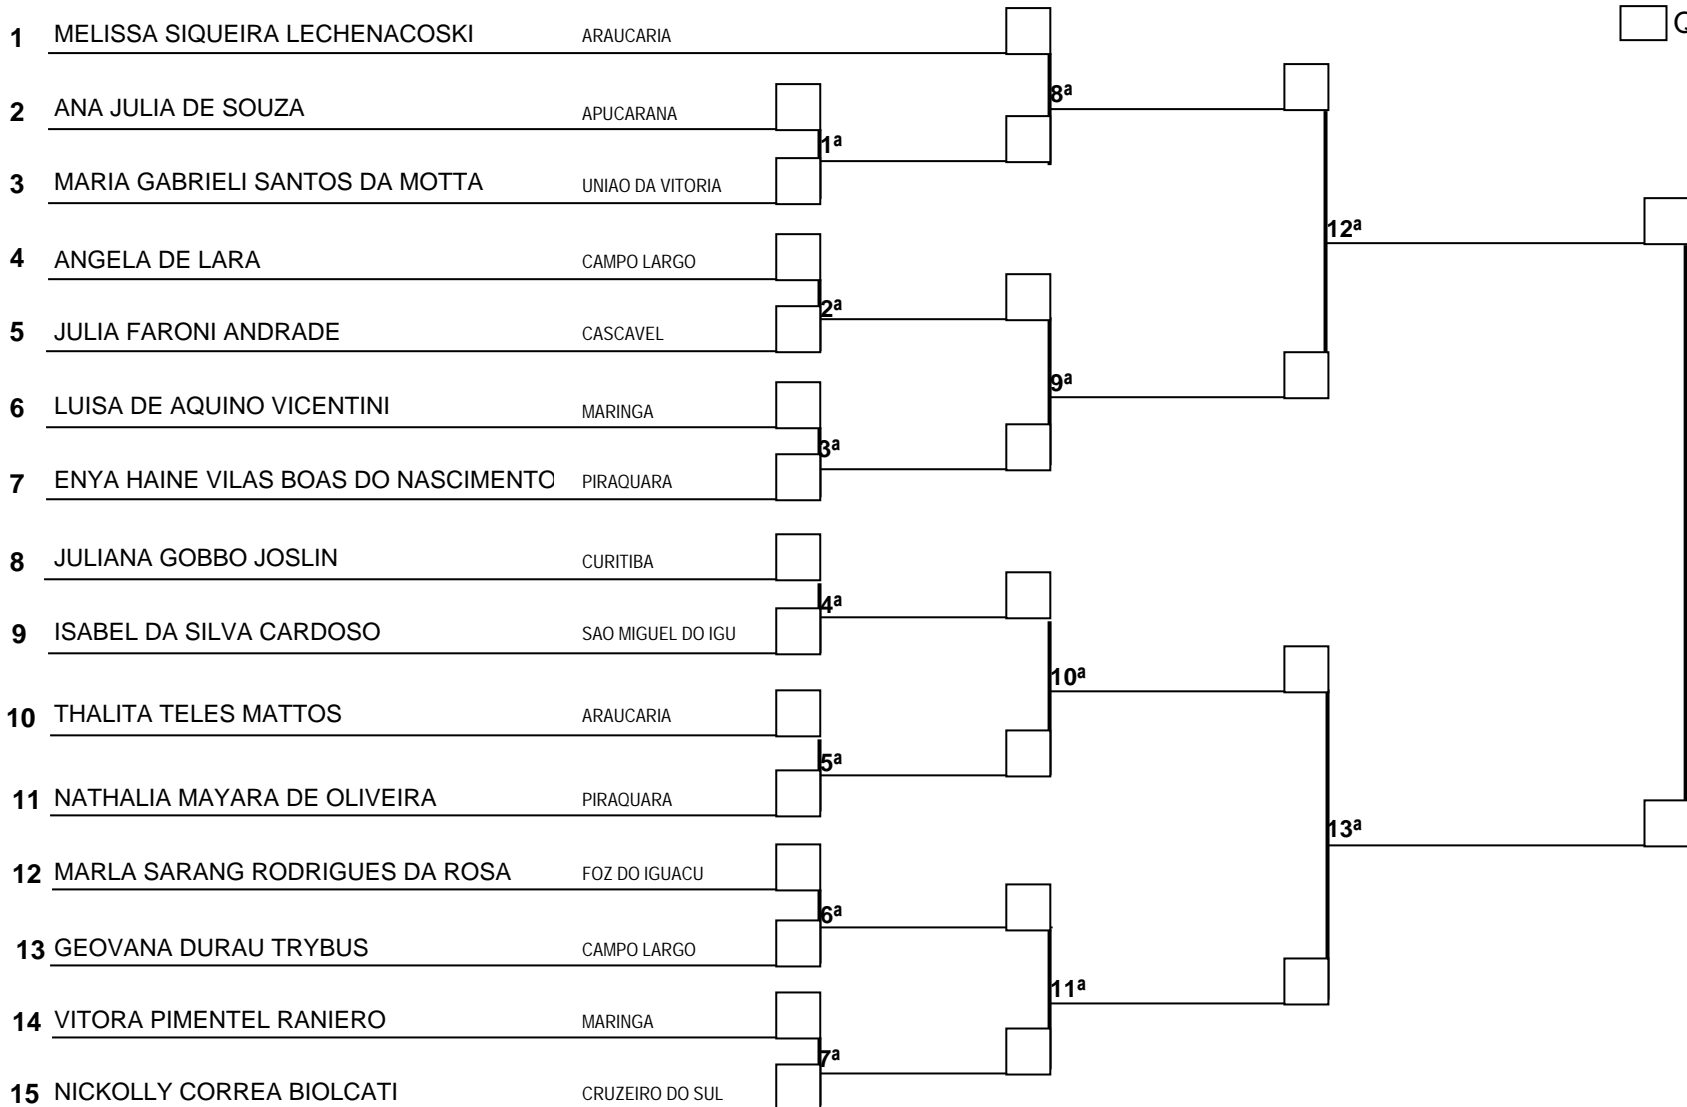 Q
1 MELISSA SIQUEIRA LECHENACOSKI ARAUCARIA
8ª
2 ANA JULIA DE SOUZA APUCARANA
1ª
3 MARIA GABRIELI SANTOS DA MOTTA UNIAO DA VITORIA
12ª
4 ANGELA DE LARA CAMPO LARGO
2ª
5 JULIA FARONI ANDRADE CASCAVEL
9ª
6 LUISA DE AQUINO VICENTINI MARINGA
3ª
7 ENYA HAINE VILAS BOAS DO NASCIMENTO PIRAQUARA
8 JULIANA GOBBO JOSLIN CURITIBA
4ª
9 ISABEL DA SILVA CARDOSO SAO MIGUEL DO IGU
10ª
10 THALITA TELES MATTOS ARAUCARIA
5ª
11 NATHALIA MAYARA DE OLIVEIRA PIRAQUARA
13ª
12 MARLA SARANG RODRIGUES DA ROSA FOZ DO IGUACU
6ª
13 GEOVANA DURAU TRYBUS CAMPO LARGO
11ª
14 VITORA PIMENTEL RANIERO MARINGA
7ª
15 NICKOLLY CORREA BIOLCATI CRUZEIRO DO SUL